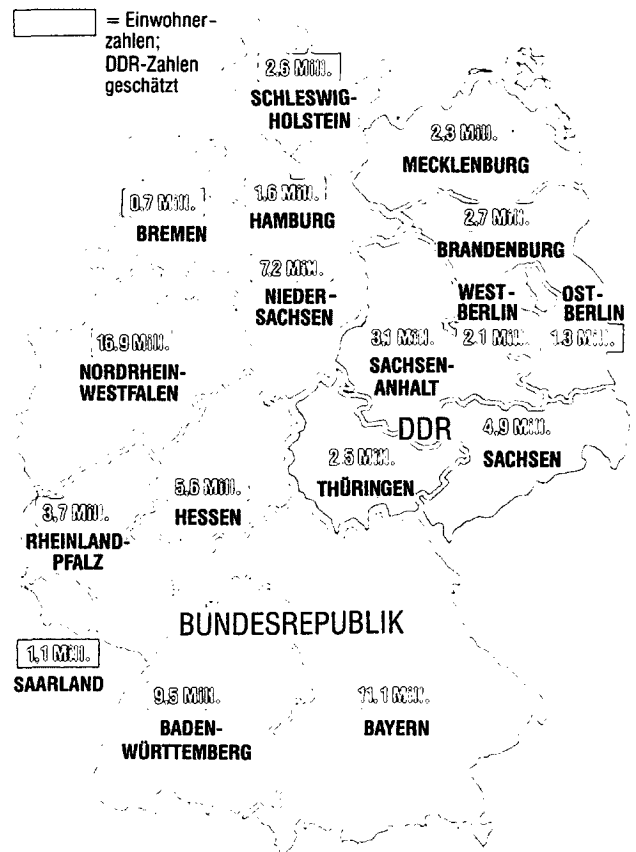 = Einwohner-
zahlen;
DDR-Zahlen
geschätzt
2,6 Mill.
SCHLESWIG-
HOLSTEIN
2,3 Mill.
MECKLENBURG
0,7 Mill.
BREMEN
1,6 Mill.
HAMBURG
2,7 Mill.
BRANDENBURG
7,2 Mill.
NIEDER-
SACHSEN
WEST-
BERLIN
2,1 Mill.
OST-
BERLIN
1,3 Mill.
16,9 Mill.
NORDRHEIN-
WESTFALEN
3,1 Mill.
SACHSEN-
ANHALT
DDR
4,9 Mill.
SACHSEN
2,5 Mill.
THÜRINGEN
5,6 Mill.
HESSEN
3,7 Mill.
RHEINLAND-
PFALZ
BUNDESREPUBLIK
1,1 Mill.
SAARLAND
9,5 Mill.
BADEN-
WÜRTTEMBERG
11,1 Mill.
BAYERN